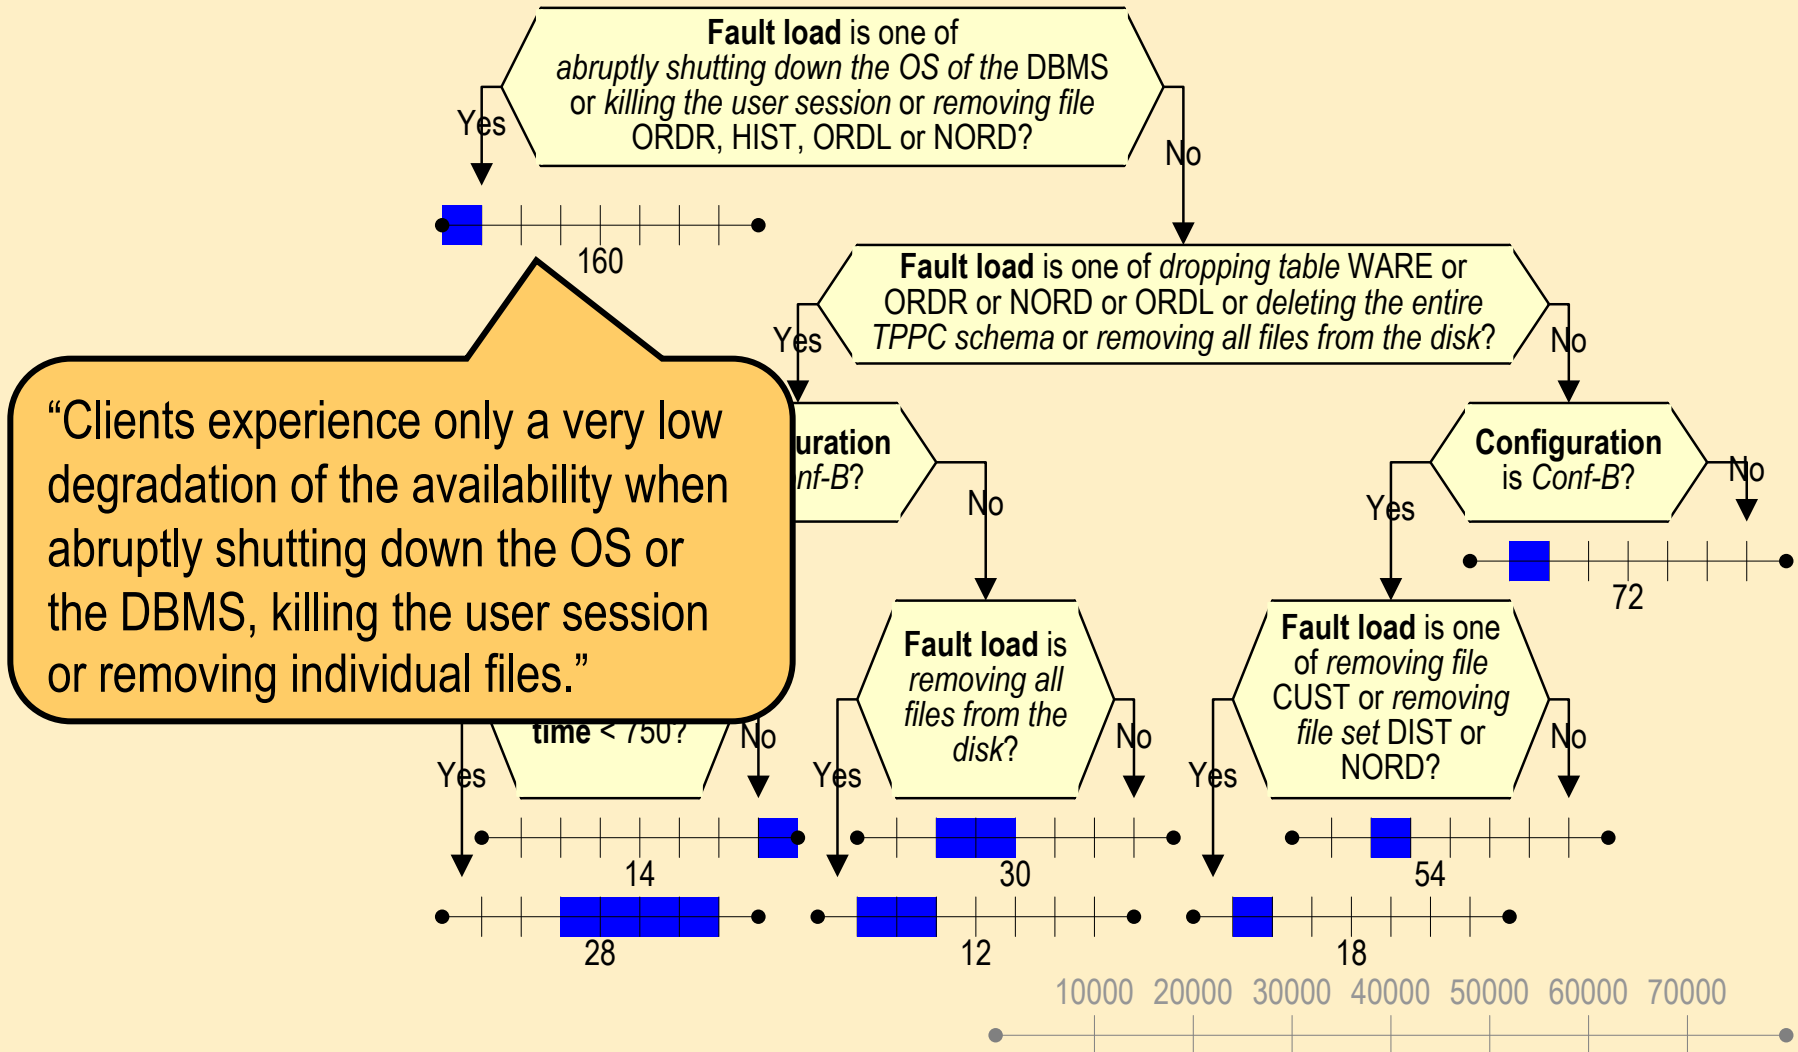 Fault load is one of
abruptly shutting down the OS of the DBMS
or killing the user session or removing file
ORDR, HIST, ORDL or NORD?
Yes
No
160
Fault load is one of dropping table WARE or
ORDR or NORD or ORDL or deleting the entire
TPPC schema or removing all files from the disk?
Yes
No
“Clients experience only a very low
degradation of the availability when
abruptly shutting down the OS or
the DBMS, killing the user session
or removing individual files.”
uration
nf-B?
No
Configuration
is Conf-B?
Yes
No
72
time < 750?
Yes
No
Fault load is
removing all
files from the
disk?
Yes
No
Fault load is one
of removing file
CUST or removing
file set DIST or
NORD?
Yes
No
14
30
54
28
12
18
10000 20000 30000 40000 50000 60000 70000